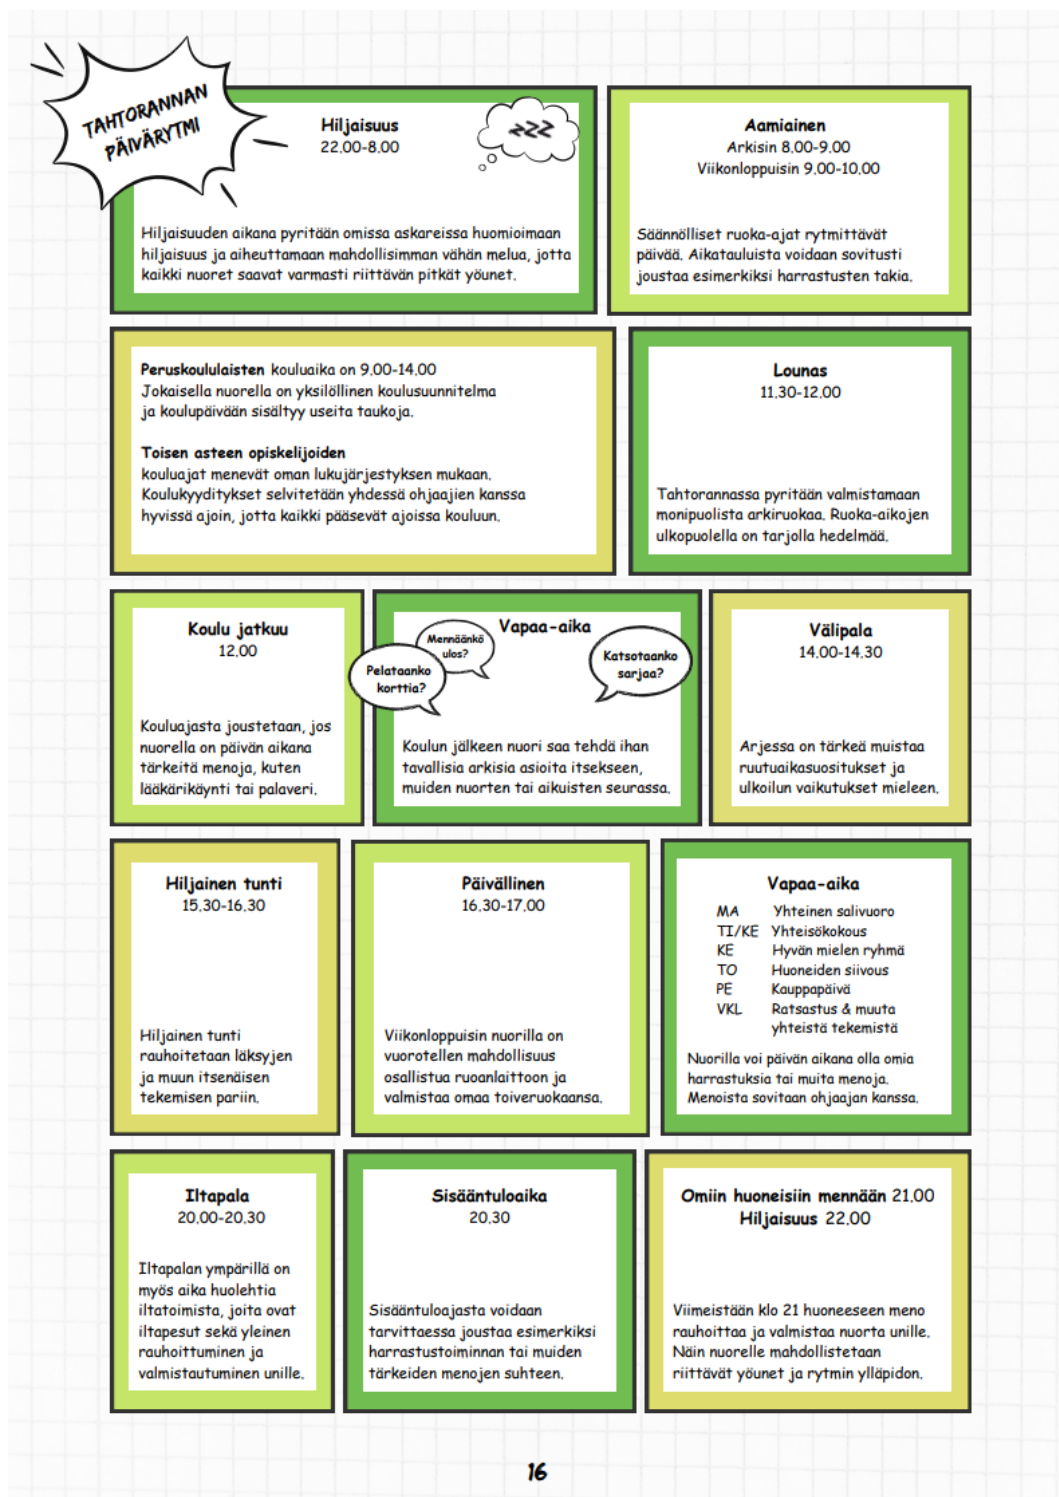 TAHTORANNAN
PÄIVÄRYTMI
Hiljaisuus
22.00-8.00
zzz
Hiljaisuuden aikana pyritään omissa askareissa huomioimaan
hiljaisuus ja aiheuttamaan mahdollisimman vähän melua, jotta
kaikki nuoret saavat varmasti riittävän pitkät yöunet.
Aamiainen
Arkisin 8.00-9.00
Viikonloppuisin 9.00-10.00
Säännölliset ruoka-ajat rytmittävät
päivää. Aikatauluista voidaan sovitusti
joustaa esimerkiksi harrastusten takia.
Peruskoululaisten kouluaika on 9.00-14.00
Jokaisella nuorella on yksilöllinen koulusuunnitelma
ja koulupäivään sisältyy useita taukoja.
Toisen asteen opiskelijoiden
kouluajat menevät oman lukujärjestyksen mukaan.
Koulukyyditykset selvitetään yhdessä ohjaajien kanssa
hyvissä ajoin, jotta kaikki pääsevät ajoissa kouluun.
Lounas
11.30-12.00
Tahtorannassa pyritään valmistamaan
monipuolista arkiruokaa. Ruoka-aikojen
ulkopuolella on tarjolla hedelmää.
Koulu jatkuu
12.00
Kouluajasta joustetaan, jos
nuorella on päivän aikana
tärkeitä menoja, kuten
lääkärikäynti tai palaveri.
Vapaa-aika
Mennäänkö
ulos?
Pelataanko
korttia?
Katsotaanko
sarjaa?
Koulun jälkeen nuori saa tehdä ihan
tavallisia arkisia asioita itsekseen,
muiden nuorten tai aikuisten seurassa.
Välipala
14.00-14.30
Arjessa on tärkeä muistaa
ruutuaikasuositukset ja
ulkoilun vaikutukset mieleen.
Hiljainen tunti
15.30-16.30
Hiljainen tunti
rauhoitetaan läksyjen
ja muun itsenäisen
tekemisen pariin.
Päivällinen
16.30-17.00
Viikonloppuisin nuorilla on
vuorotellen mahdollisuus
osallistua ruoanlaittoon ja
valmistaa omaa toiveruokaansa.
Vapaa-aika
MA Yhteinen salivuoro
TI/KE Yhteisökokous
KE Hyvän mielen ryhmä
TO Huoneiden siivous
PE Kauppapäivä
VKL Ratsastus & muuta
yhteistä tekemistä
Nuorilla voi päivän aikana olla omia
harrastuksia tai muita menoja.
Menoista sovitaan ohjaajan kanssa.
Iltapala
20.00-20.30
Iltapalan ympärillä on
myös aika huolehtia
iltatoimista, joita ovat
iltapesut sekä yleinen
rauhoittuminen ja
valmistautuminen unille.
Sisääntuloaika
20.30
Sisääntuloajasta voidaan
tarvittaessa joustaa esimerkiksi
harrastustoiminnan tai muiden
tärkeiden menojen suhteen.
Omiin huoneisiin mennään 21.00
Hiljaisuus 22.00
Viimeistään klo 21 huoneeseen meno
rauhoittaa ja valmistaa nuorta unille.
Näin nuorelle mahdollistetaan
riittävät yöunet ja rytmin ylläpidon.
16